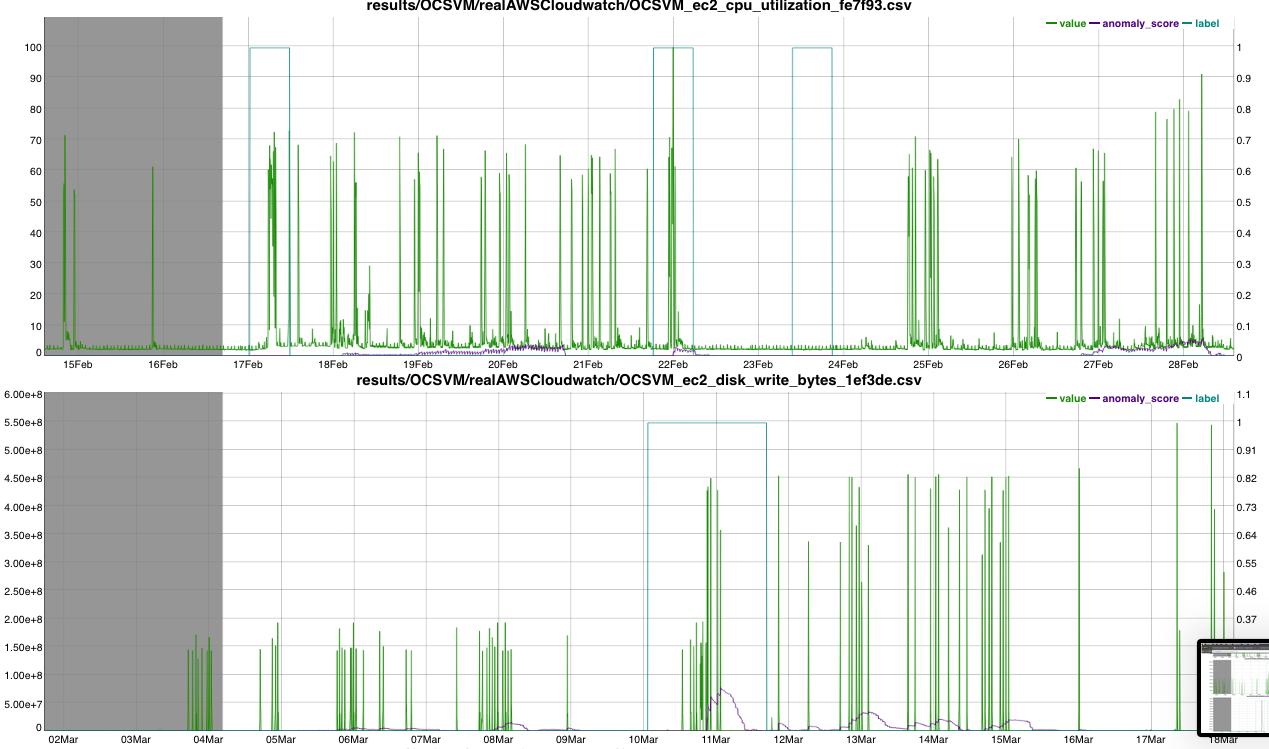 results/OCSVM/realAWSCloudwatch/OCSVM_ec2_cpu_utilization_fe7f93.csv
value anomaly_score label
100 1
90 0.9
80 0.8
70 0.7
60 0.6
50 0.5
40 0.4
30 0.3
20 0.2
10 0.1
0 0
15Feb 16Feb 17Feb 18Feb 19Feb 20Feb 21Feb 22Feb 23Feb 24Feb 25Feb 26Feb 27Feb 28Feb
results/OCSVM/realAWSCloudwatch/OCSVM_ec2_disk_write_bytes_1ef3de.csv
6.00e+8 1.1
value anomaly_score label
5.50e+8 1
5.00e+8 0.91
4.50e+8 0.82
4.00e+8 0.73
3.50e+8 0.64
3.00e+8 0.55
2.50e+8 0.46
2.00e+8 0.37
1.50e+8
1.00e+8
5.00e+7
0
02Mar 03Mar 04Mar 05Mar 06Mar 07Mar 08Mar 09Mar 10Mar 11Mar 12Mar 13Mar 14Mar 15Mar 16Mar 17Mar 18Mar